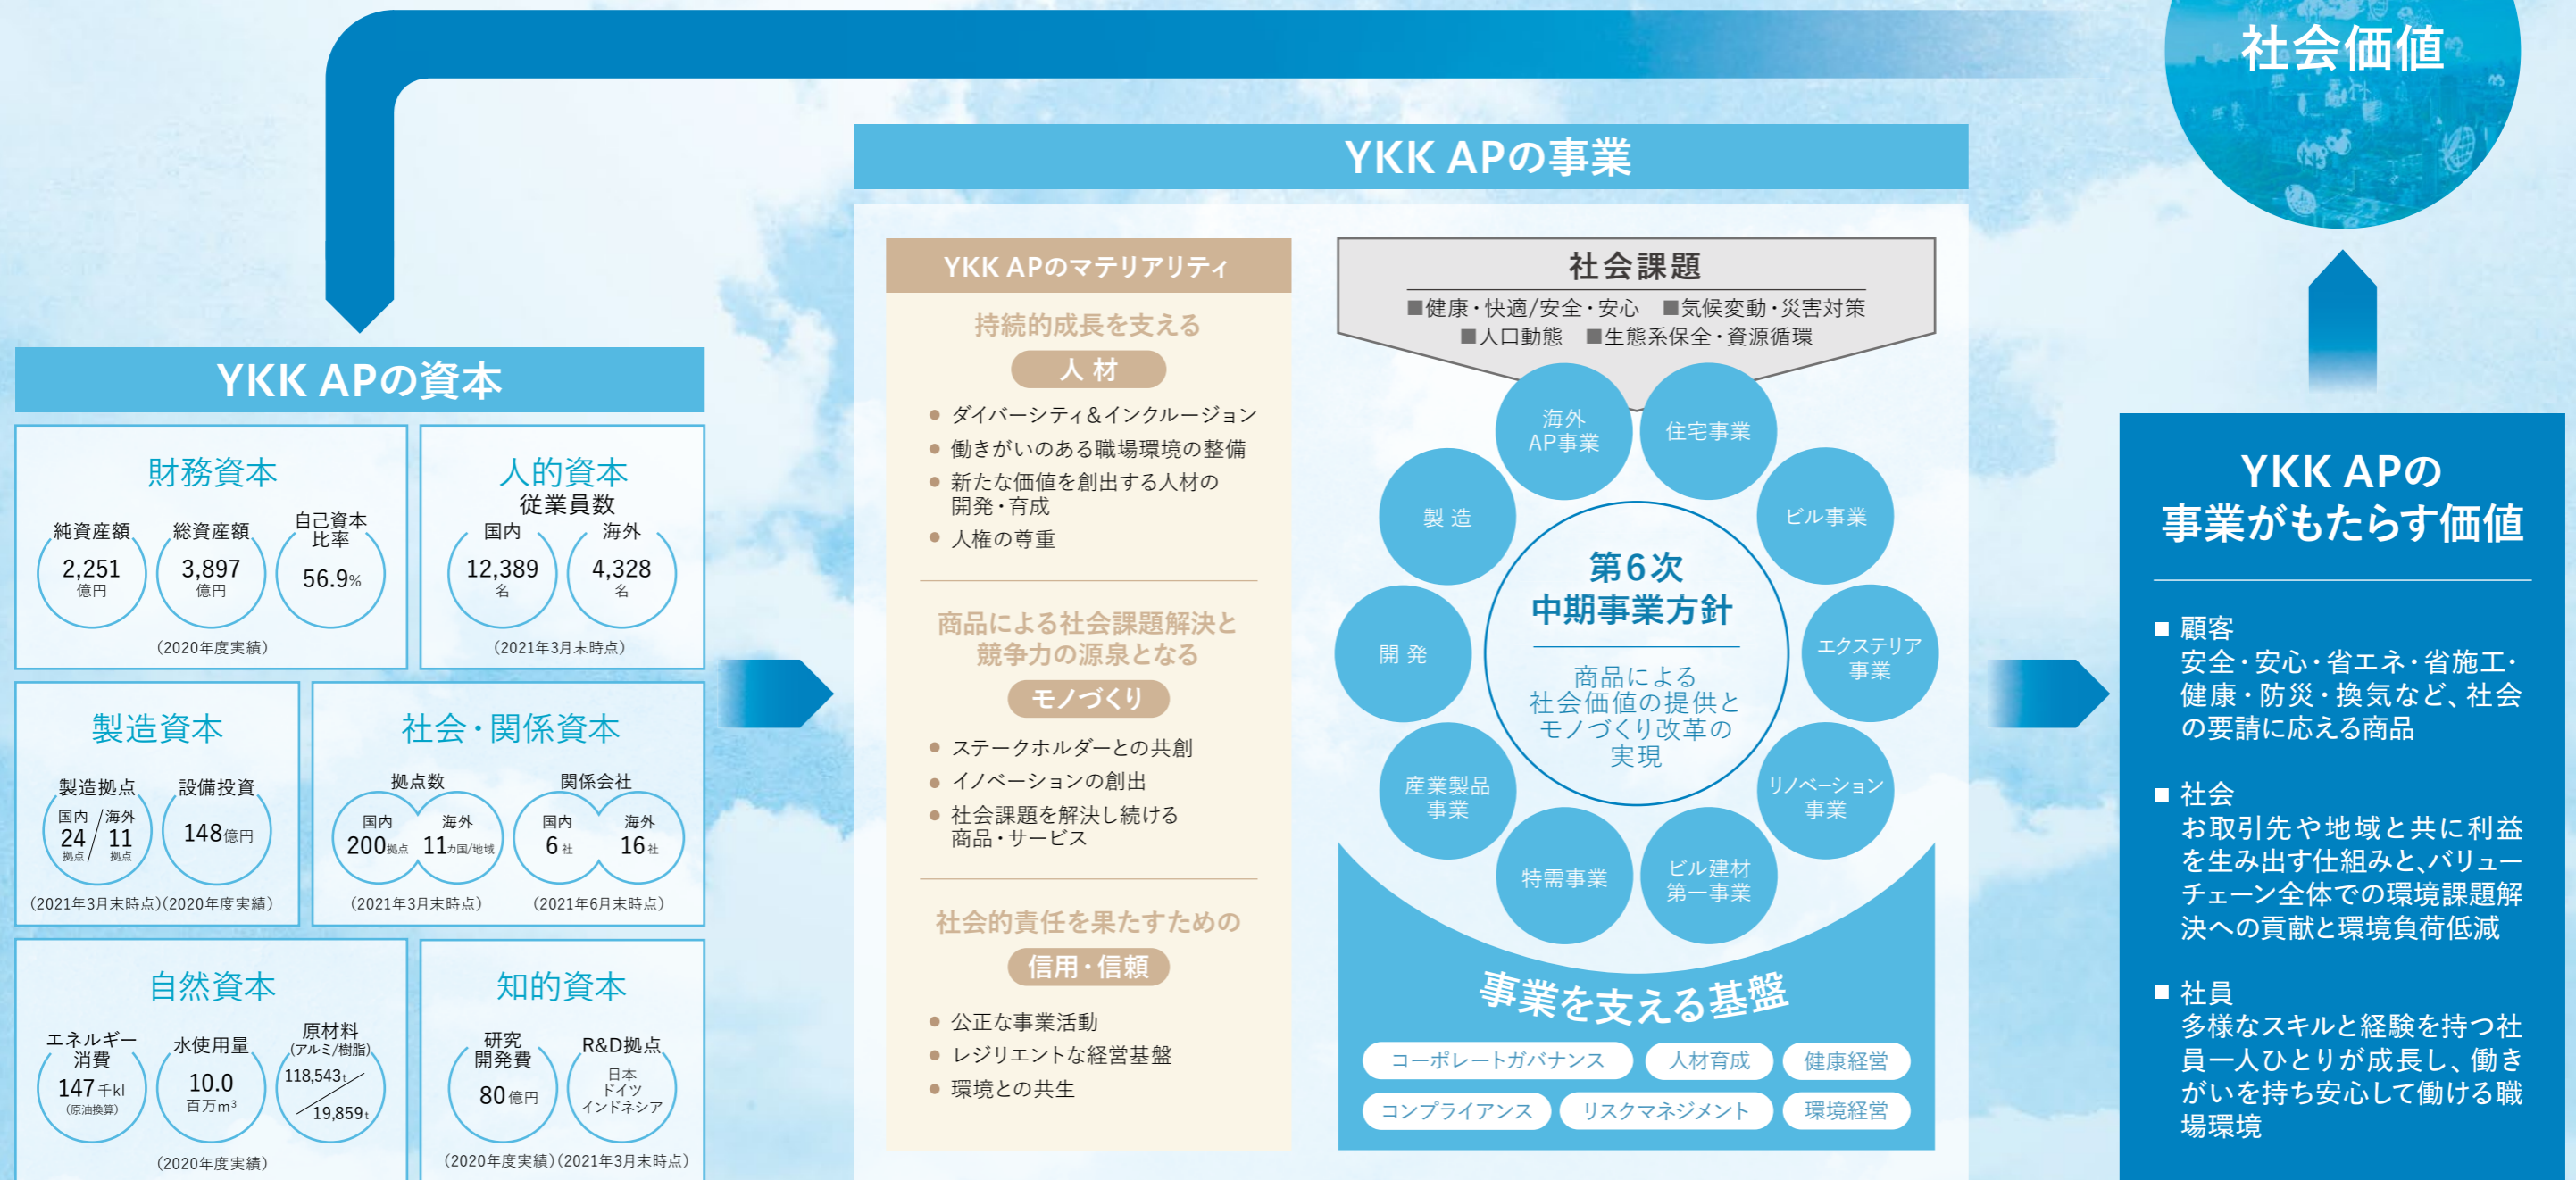 社会価値
YKK APの資本
財務資本
純資産額
2,251
億円
総資産額
3,897
億円
自己資本
比率
56.9%
(2020年度実績)
人的資本
従業員数
国内
12,389
名
海外
4,328
名
(2021年3月末時点)
製造資本
製造拠点
国内
24
拠点
/
海外
11
拠点
(2021年3月末時点)
設備投資
148億円
(2020年度実績)
社会・関係資本
拠点数
国内
200拠点
海外
11カ国/地域
(2021年3月末時点)
関係会社
国内
6社
海外
16社
(2021年6月末時点)
自然資本
エネルギー
消費
147千kl
(原油換算)
水使用量
10.0
百万m³
原材料
(アルミ/樹脂)
118,543t
19,859t
(2020年度実績)
知的資本
研究
開発費
80億円
(2020年度実績)
R&D拠点
日本
ドイツ
インドネシア
(2021年3月末時点)
YKK APの事業
YKK APのマテリアリティ
持続的成長を支える
人材
● ダイバーシティ&インクルージョン
● 働きがいのある職場環境の整備
● 新たな価値を創出する人材の
開発・育成
● 人権の尊重
商品による社会課題解決と
競争力の源泉となる
モノづくり
● ステークホルダーとの共創
● イノベーションの創出
● 社会課題を解決し続ける
商品・サービス
社会的責任を果たすための
信用・信頼
● 公正な事業活動
● レジリエントな経営基盤
● 環境との共生
社会課題
■健康・快適/安全・安心 ■気候変動・災害対策
■人口動態 ■生態系保全・資源循環
海外
AP事業
住宅事業
製造
ビル事業
開発
エクステリア
事業
産業製品
事業
リノベーション
事業
特需事業
ビル建材
第一事業
第6次
中期事業方針
商品による
社会価値の提供と
モノづくり改革の
実現
事業を支える基盤
コーポレートガバナンス
人材育成
健康経営
コンプライアンス
リスクマネジメント
環境経営
YKK APの
事業がもたらす価値
■ 顧客
安全・安心・省エネ・省施工・
健康・防災・換気など、社会
の要請に応える商品
■ 社会
お取引先や地域と共に利益
を生み出す仕組みと、バリュー
チェーン全体での環境課題解
決への貢献と環境負荷低減
■ 社員
多様なスキルと経験を持つ社
員一人ひとりが成長し、働き
がいを持ち安心して働ける職
場環境